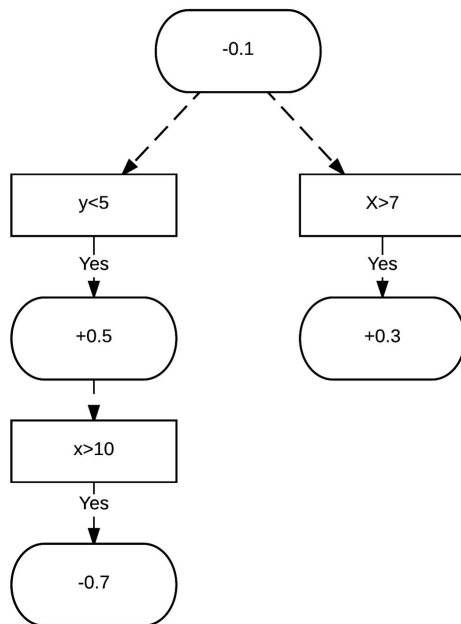 -0.1
y<5
X>7
Yes
Yes
+0.5
+0.3
x>10
Yes
-0.7